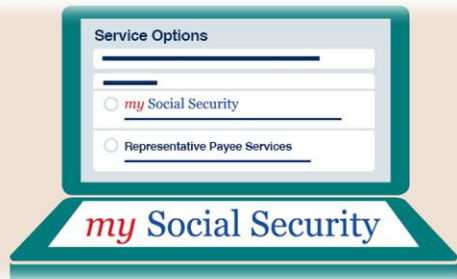 Service Options
my Social Security
Representative Payee Services
my Social Security